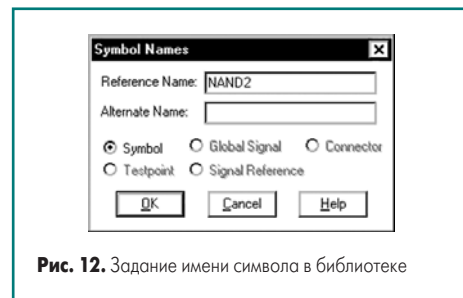 Symbol Names
Reference Name: NAND2
Alternate Name:
Symbol Global Signal Connector
Testpoint Signal Reference
OK Cancel Help
Рис. 12. Задание имени символа в библиотеке